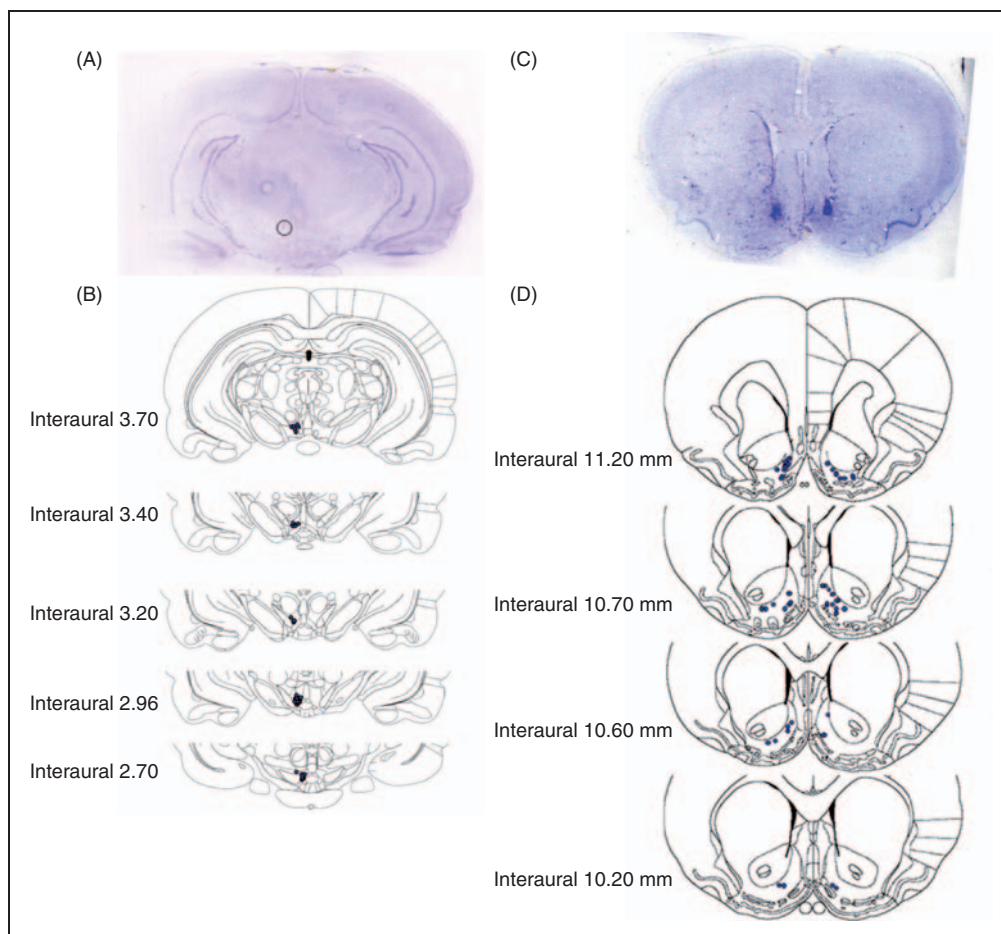 (A)
(B)
Interaural 3.70
Interaural 3.40
Interaural 3.20
Interaural 2.96
Interaural 2.70
(C)
(D)
Interaural 11.20 mm
Interaural 10.70 mm
Interaural 10.60 mm
Interaural 10.20 mm